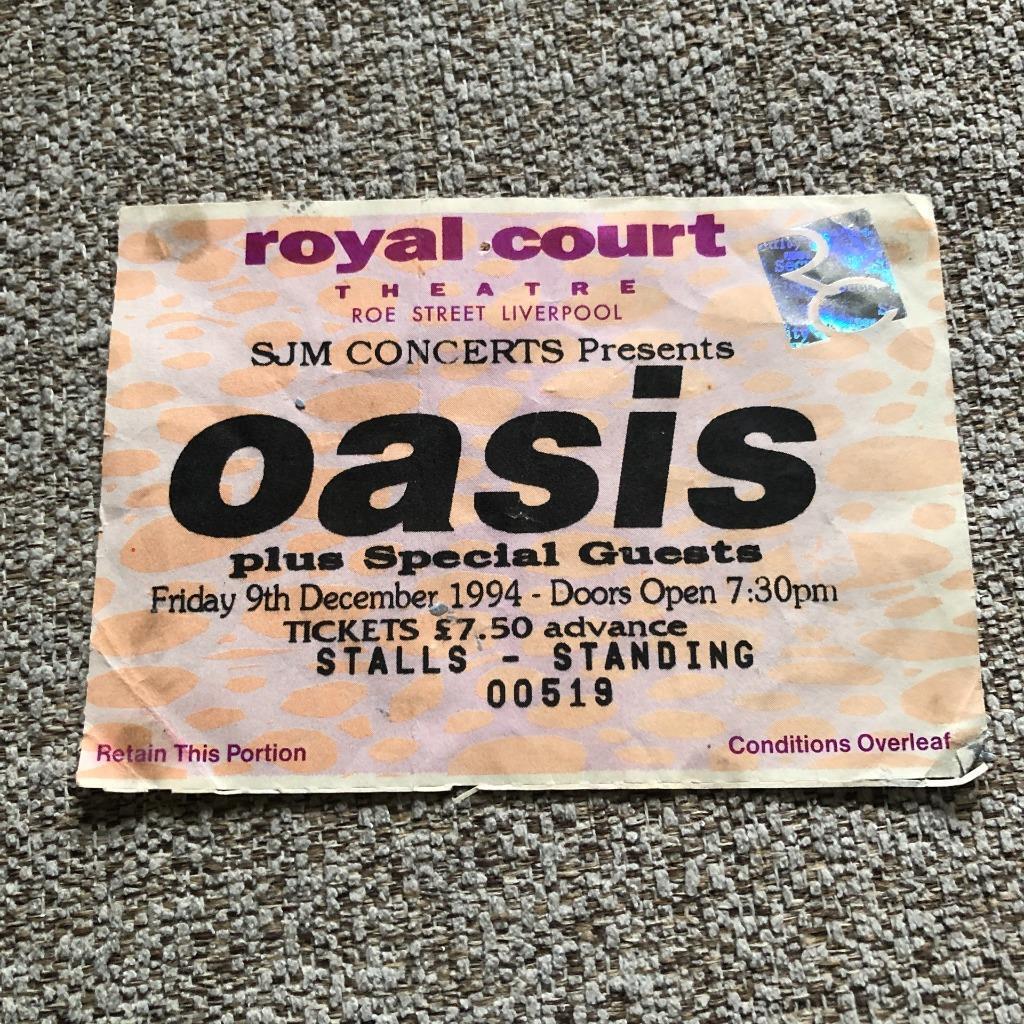 royal court
THEATRE
ROE STREET LIVERPOOL
SJM CONCERTS Presents
oasis
plus Special Guests
Friday 9th December 1994 - Doors Open 7:30pm
TICKETS £7.50 advance
STALLS - STANDING
00519
Retain This Portion
Conditions Overleaf